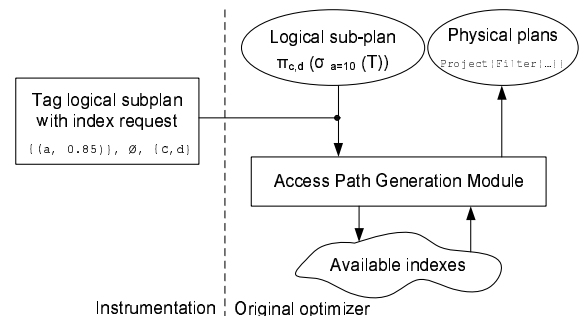 Logical sub-plan
πc,d (σ a=10 (T))
Physical plans
Project(Filter(…))
Tag logical subplan
with index request
{(a, 0.85)}, Ø, {c,d}
Access Path Generation Module
Available indexes
Instrumentation
Original optimizer